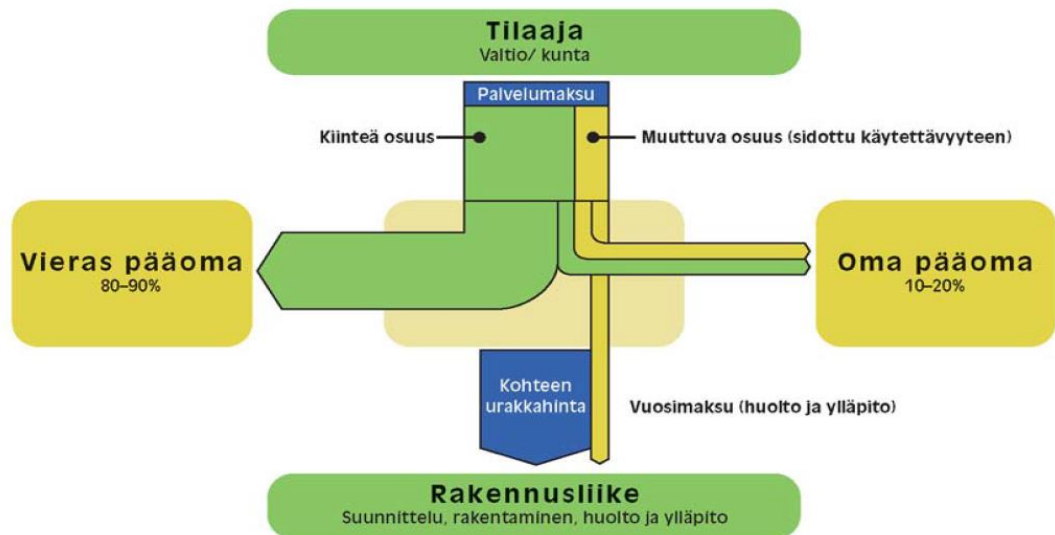 Tilaaja
Valtio/ kunta
Palvelumaksu
Kiinteä osuus
Muuttuva osuus (sidottu käytettävyyteen)
Vieras pääoma
80–90%
Oma pääoma
10–20%
Kohteen
urakkahinta
Vuosimaksu (huolto ja ylläpito)
Rakennusliike
Suunnittelu, rakentaminen, huolto ja ylläpito